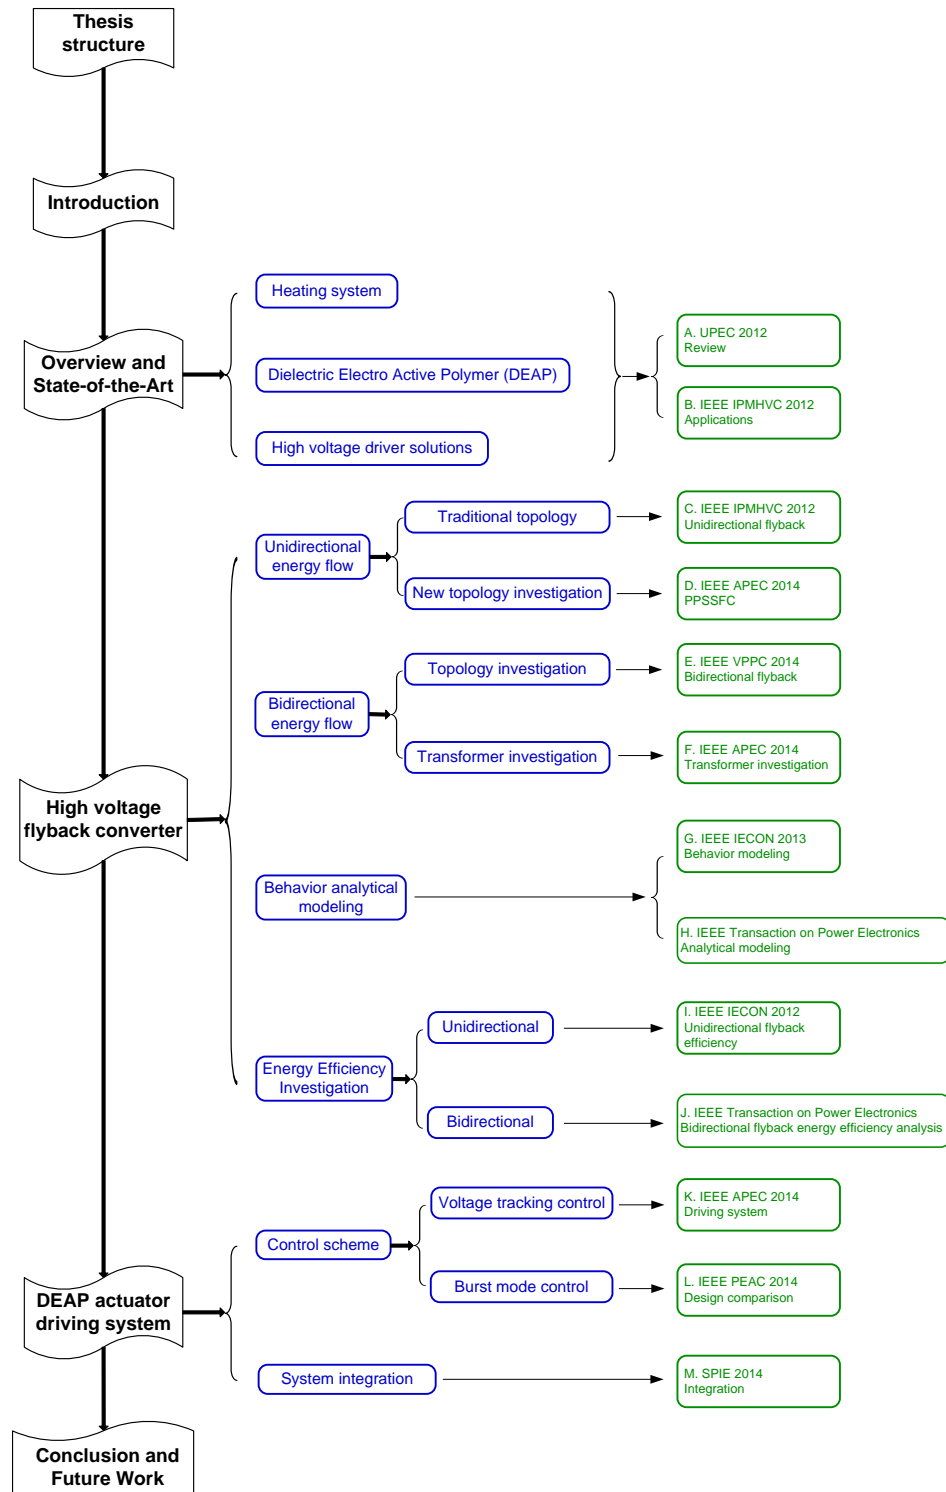 Thesis
structure
Introduction
Overview and
State-of-the-Art
Heating system
Dielectric Electro Active Polymer (DEAP)
High voltage driver solutions
A. UPEC 2012
Review
B. IEEE IPMHVC 2012
Applications
High voltage
flyback converter
Unidirectional
energy flow
Traditional topology
C. IEEE IPMHVC 2012
Unidirectional flyback
New topology investigation
D. IEEE APEC 2014
PPSSFC
Bidirectional
energy flow
Topology investigation
E. IEEE VPPC 2014
Bidirectional flyback
Transformer investigation
F. IEEE APEC 2014
Transformer investigation
Behavior analytical
modeling
G. IEEE IECON 2013
Behavior modeling
H. IEEE Transaction on Power Electronics
Analytical modeling
Energy Efficiency
Investigation
Unidirectional
I. IEEE IECON 2012
Unidirectional flyback
efficiency
Bidirectional
J. IEEE Transaction on Power Electronics
Bidirectional flyback energy efficiency analysis
DEAP actuator
driving system
Control scheme
Voltage tracking control
K. IEEE APEC 2014
Driving system
Burst mode control
L. IEEE PEAC 2014
Design comparison
System integration
M. SPIE 2014
Integration
Conclusion and
Future Work